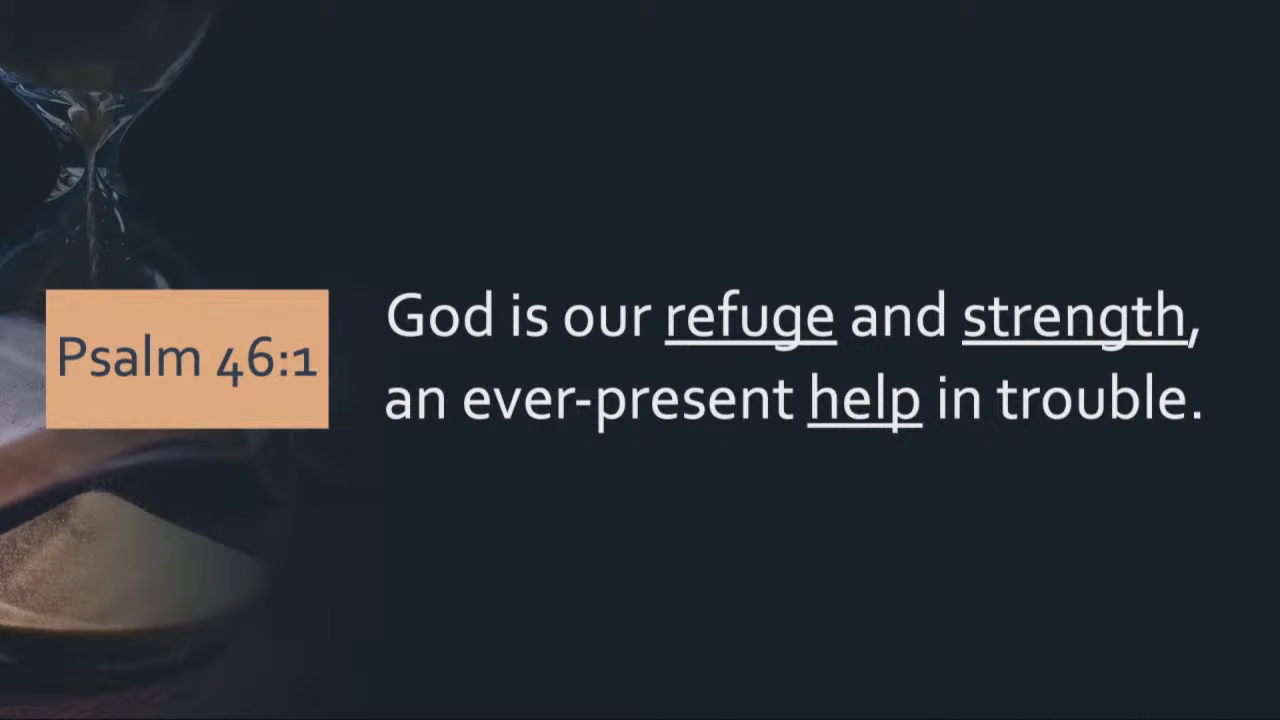 Psalm 46:1
God is our refuge and strength,
an ever-present help in trouble.